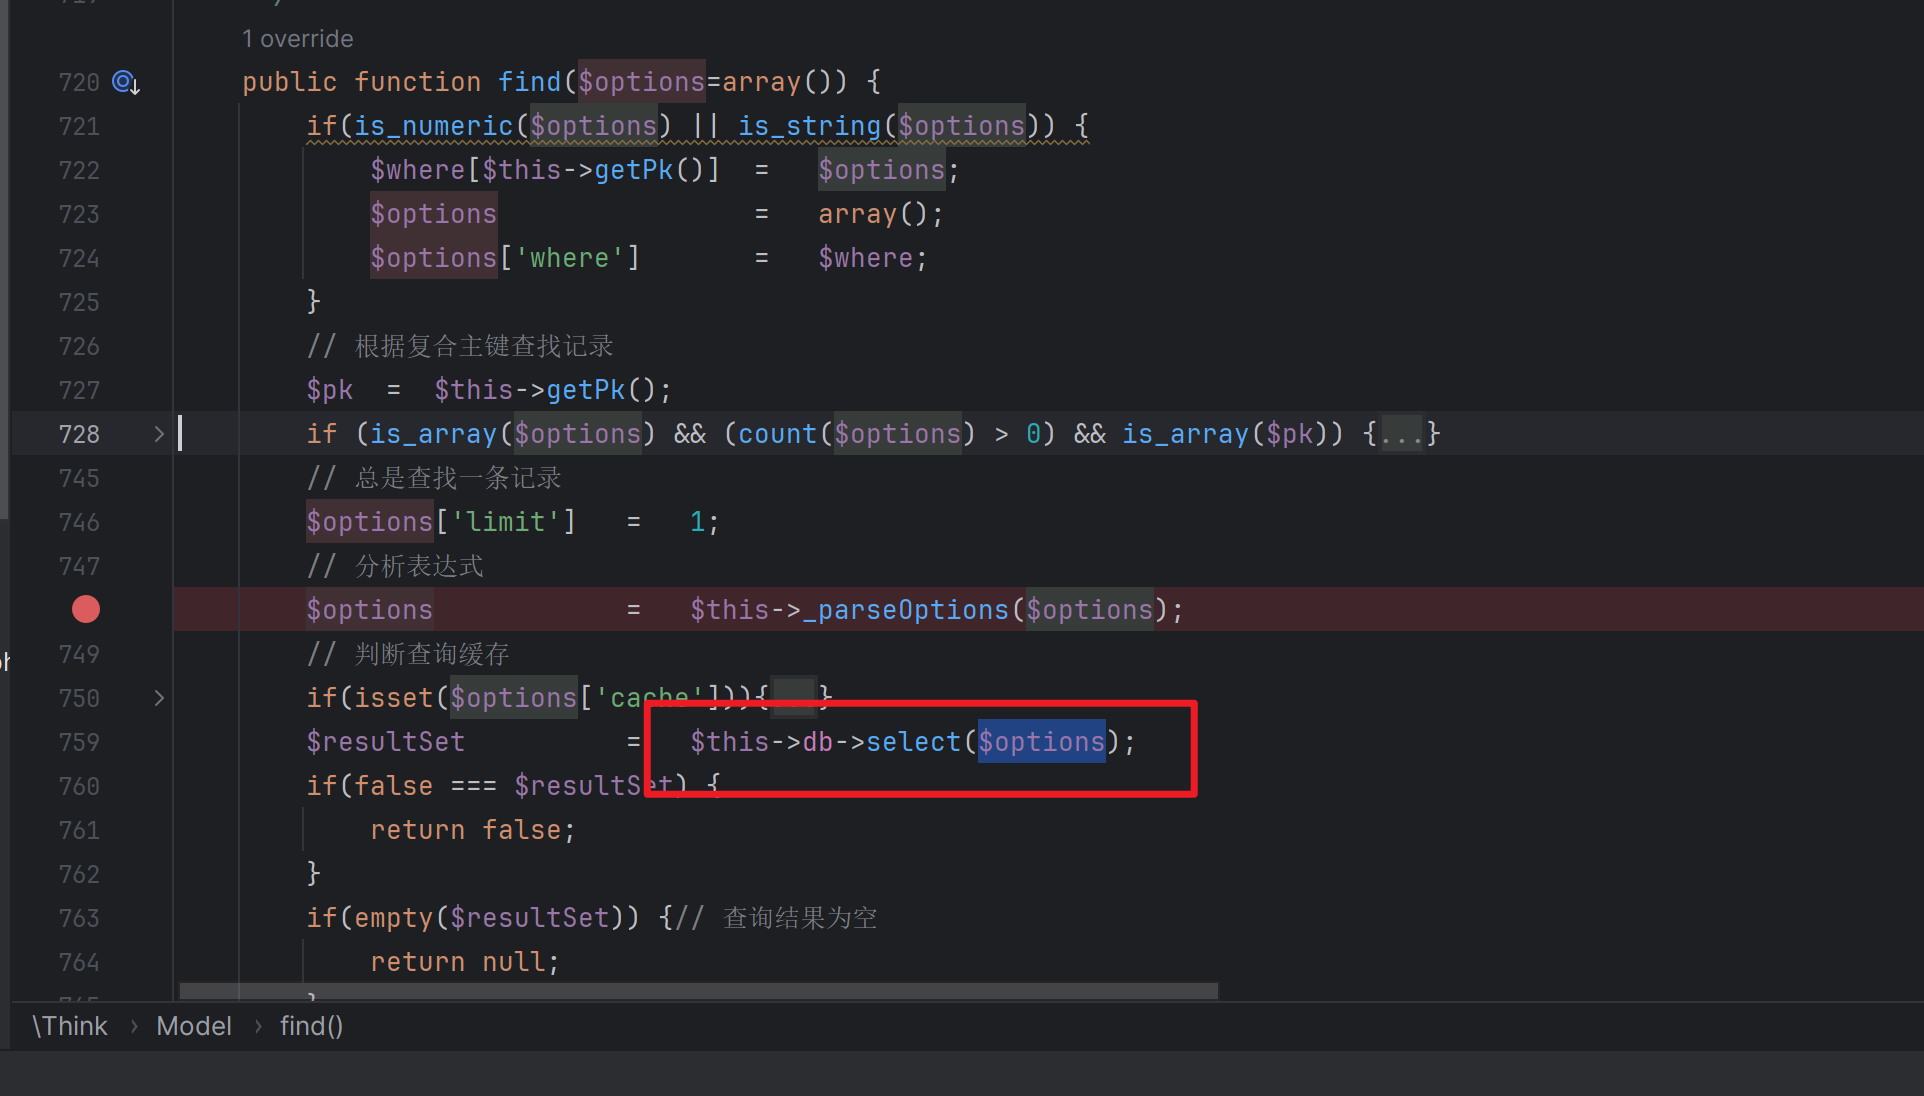 1 override
720 public function find($options=array()) {
721 if(is_numeric($options) || is_string($options)) {
722 $where[$this->getPk()] = $options;
723 $options = array();
724 $options['where'] = $where;
725 }
726 // 根据复合主键查找记录
727 $pk = $this->getPk();
728 if (is_array($options) && (count($options) > 0) && is_array($pk)) {...}
745 // 总是查找一条记录
746 $options['limit'] = 1;
747 // 分析表达式
$options = $this->_parseOptions($options);
749 // 判断查询缓存
750 if(isset($options['cache'])){...}
759 $resultSet = $this->db->select($options);
760 if(false === $resultSet) {
761 return false;
762 }
763 if(empty($resultSet)) {// 查询结果为空
764 return null;
\Think › Model › find()